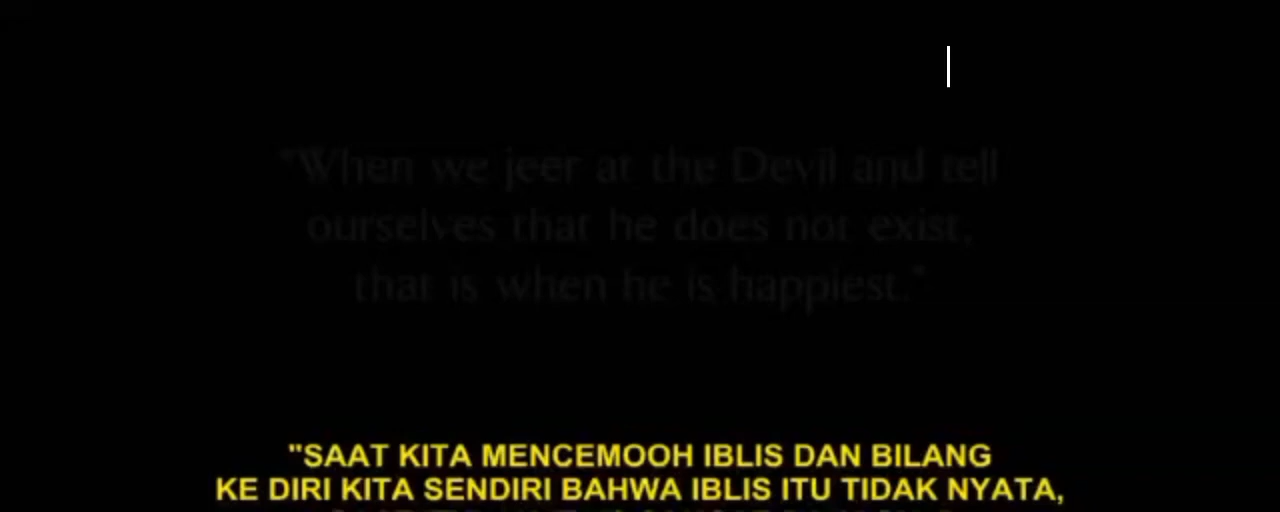 "When we jeer at the Devil and tell
ourselves that he does not exist,
that is when he is happiest."
"SAAT KITA MENCEMOOH IBLIS DAN BILANG
KE DIRI KITA SENDIRI BAHWA IBLIS ITU TIDAK NYATA,